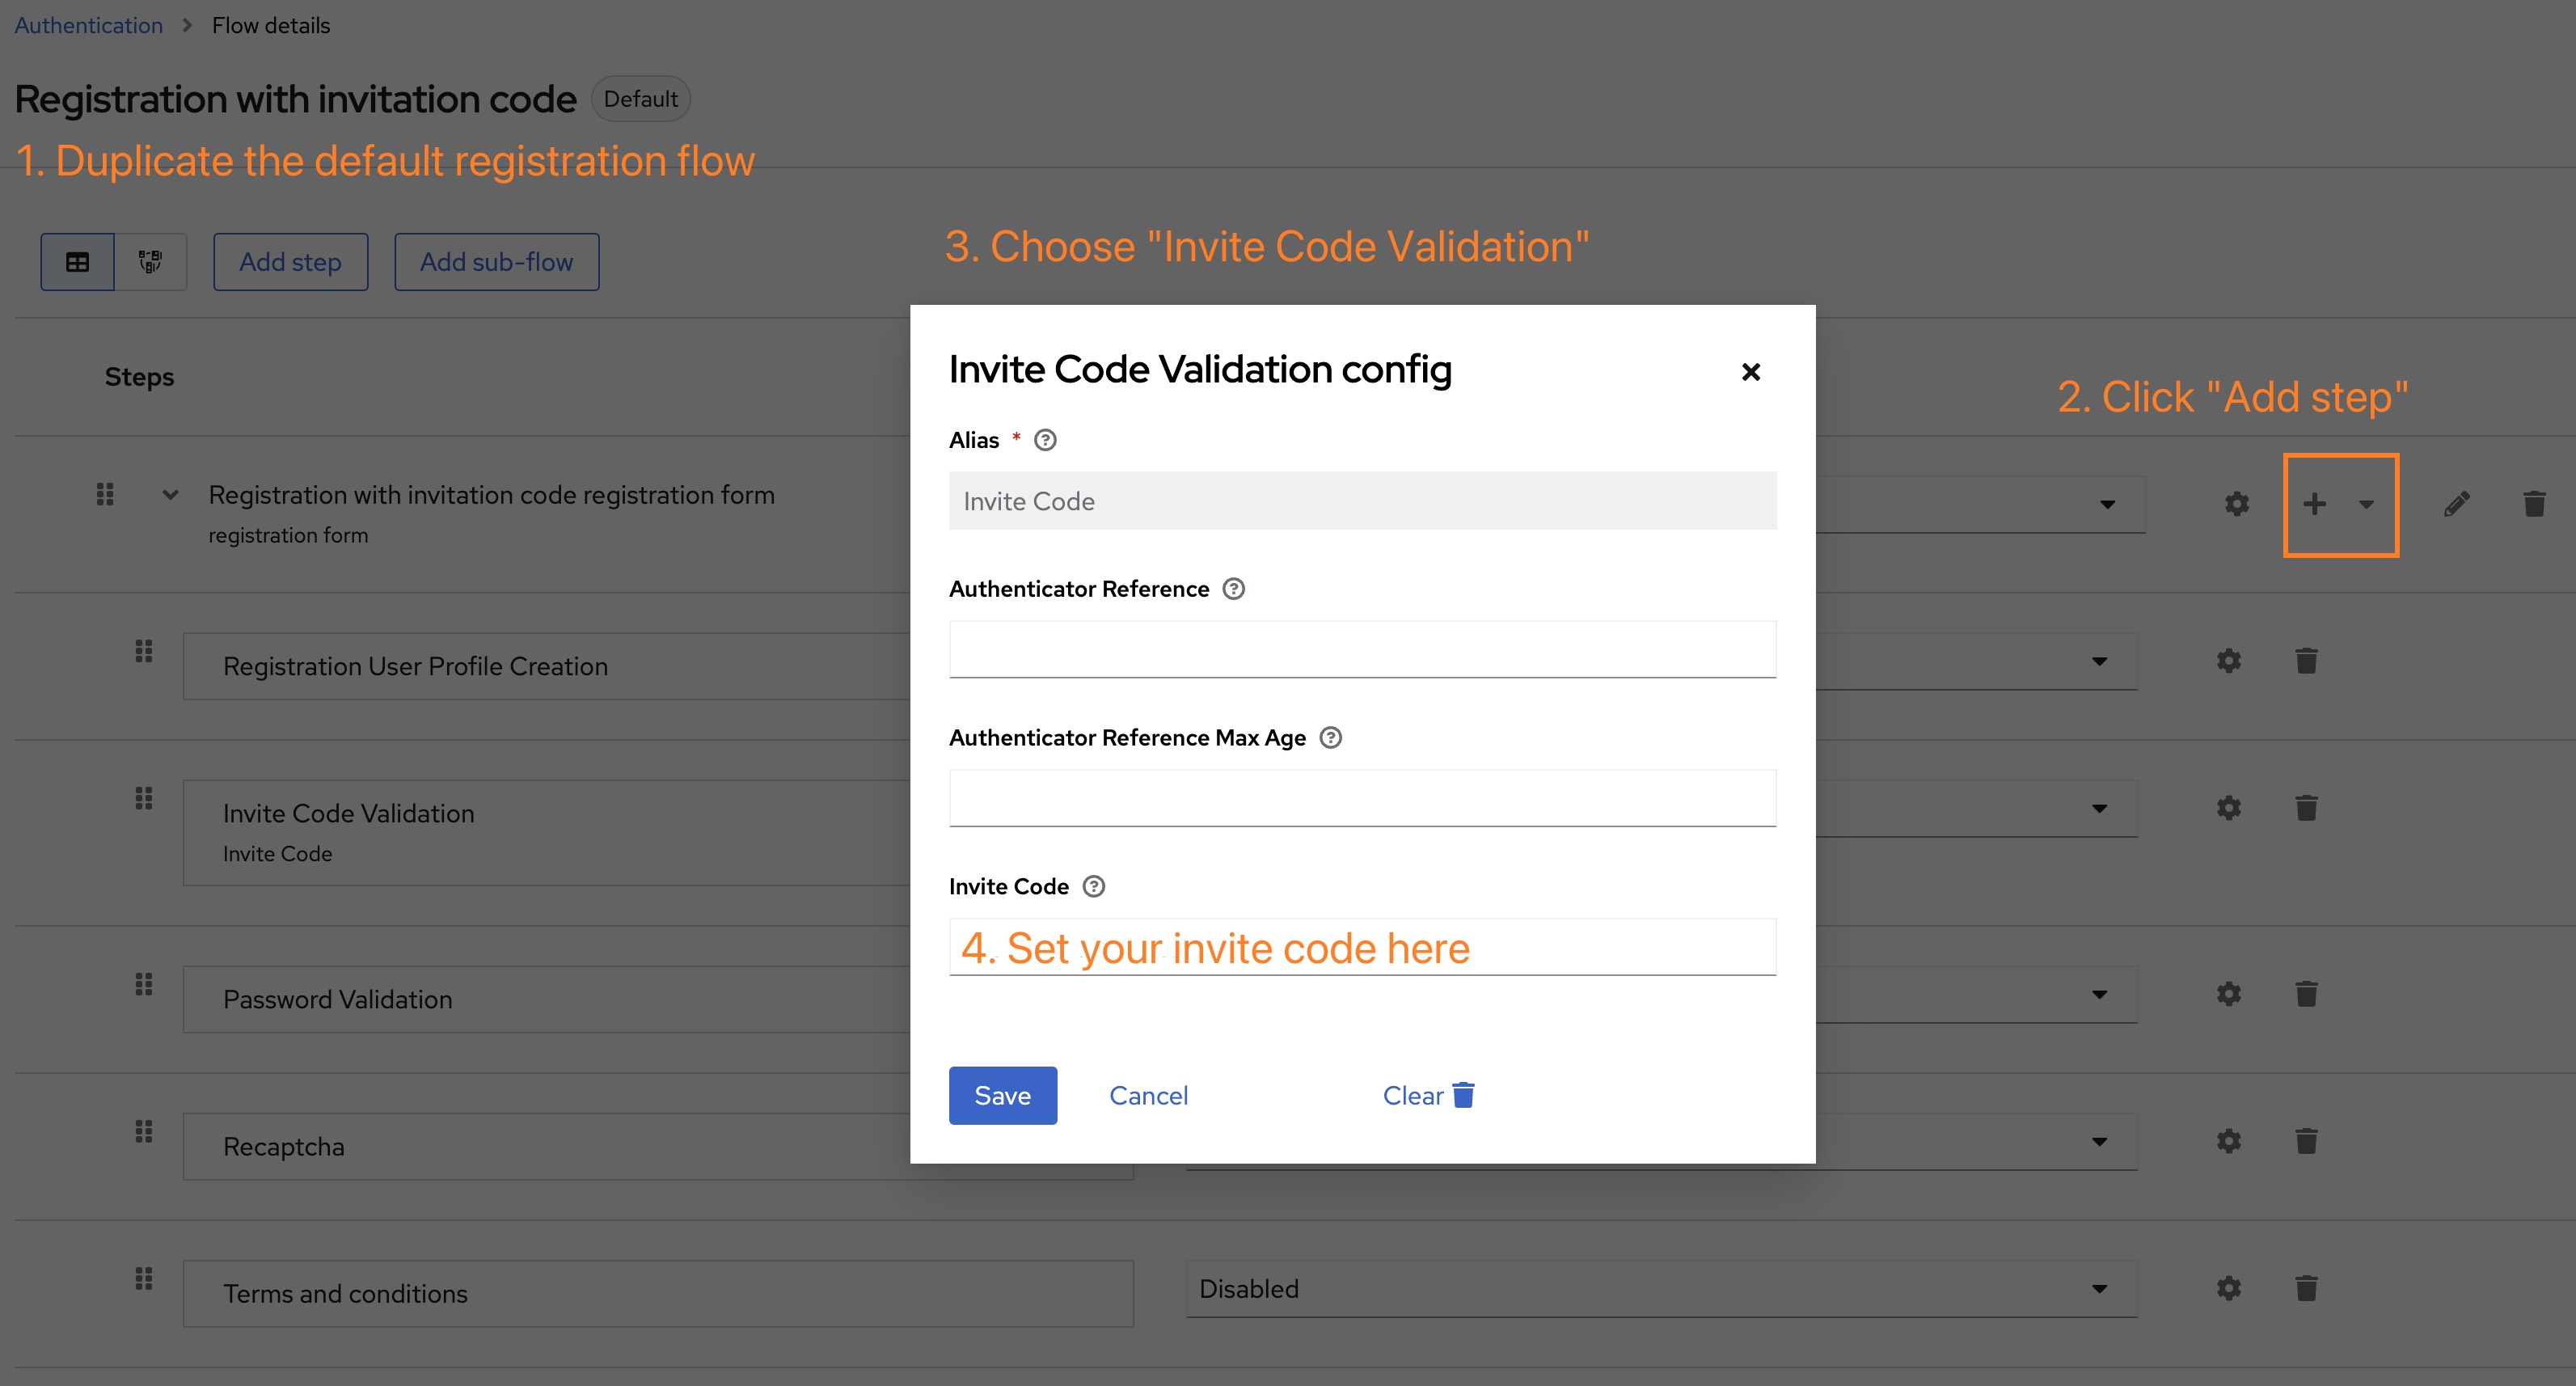 Authentication > Flow details
Registration with invitation code Default
1. Duplicate the default registration flow
Add step Add sub-flow
3. Choose "Invite Code Validation"
Steps
2. Click "Add step"
Registration with invitation code registration form
registration form
Registration User Profile Creation
Invite Code Validation
Invite Code
Password Validation
Recaptcha
Terms and conditions
Disabled
Invite Code Validation config
Alias *
Invite Code
Authenticator Reference
Authenticator Reference Max Age
Invite Code
4. Set your invite code here
Save Cancel Clear